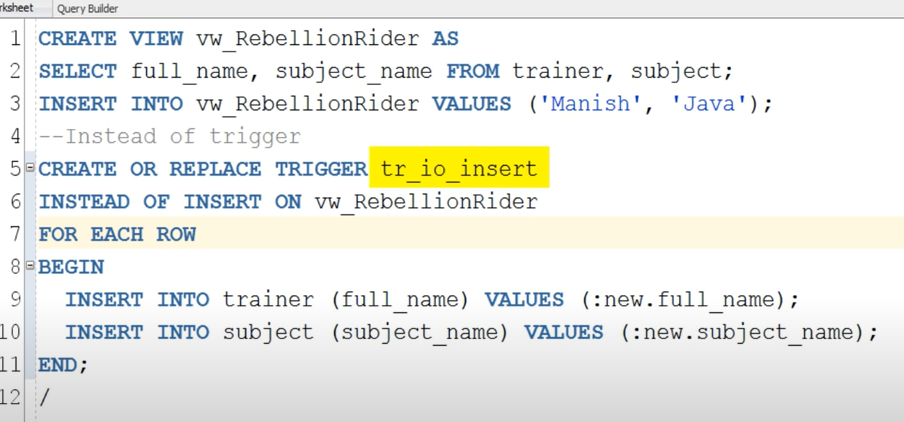 rksheet Query Builder
1 CREATE VIEW vw_RebellionRider AS
2 SELECT full_name, subject_name FROM trainer, subject;
3 INSERT INTO vw_RebellionRider VALUES ('Manish', 'Java');
4 --Instead of trigger
5 CREATE OR REPLACE TRIGGER tr_io_insert
6 INSTEAD OF INSERT ON vw_RebellionRider
7 FOR EACH ROW
8 BEGIN
9 INSERT INTO trainer (full_name) VALUES (:new.full_name);
10 INSERT INTO subject (subject_name) VALUES (:new.subject_name);
11 END;
12 /